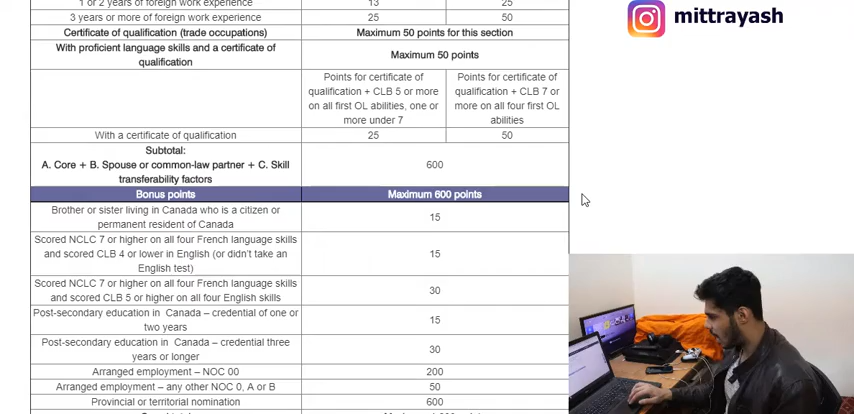 1 or 2 years of foreign work experience 13 25
3 years or more of foreign work experience 25 50
Certificate of qualification (trade occupations) Maximum 50 points for this section
With proficient language skills and a certificate of
qualification
Maximum 50 points
Points for certificate of
qualification + CLB 5 or more
on all first OL abilities, one or
more under 7
Points for certificate of
qualification + CLB 7 or
more on all four first OL
abilities
With a certificate of qualification 25 50
Subtotal:
A. Core + B. Spouse or common-law partner + C. Skill
transferability factors
600
Bonus points Maximum 600 points
Brother or sister living in Canada who is a citizen or
permanent resident of Canada
15
Scored NCLC 7 or higher on all four French language skills
and scored CLB 4 or lower in English (or didn't take an
English test)
15
Scored NCLC 7 or higher on all four French language skills
and scored CLB 5 or higher on all four English skills
30
Post-secondary education in Canada – credential of one or
two years
15
Post-secondary education in Canada – credential three
years or longer
30
Arranged employment – NOC 00 200
Arranged employment – any other NOC 0, A or B 50
Provincial or territorial nomination 600
mittrayash